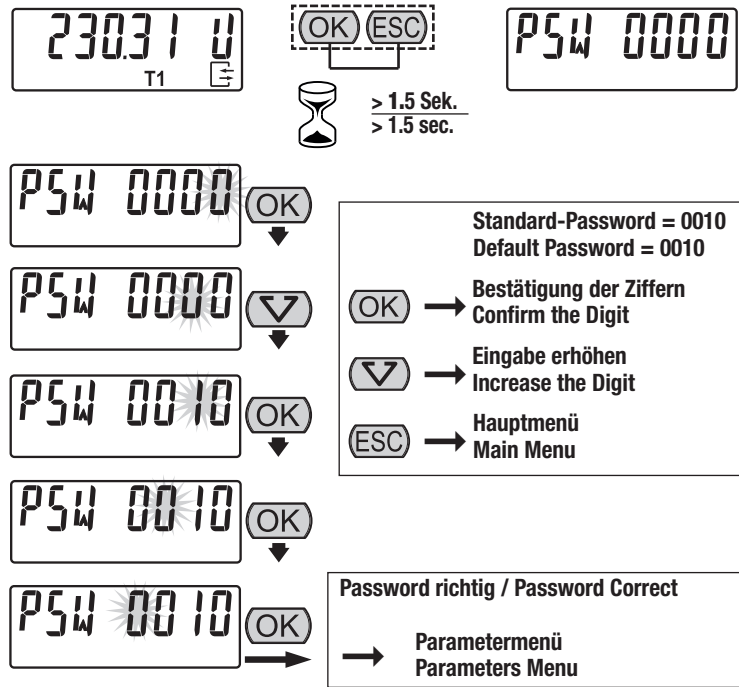 230.31 U
T1
OK ESC
> 1.5 Sek.
> 1.5 sec.
PSW 0000
PSW 0000 OK
PSW 0000 V
PSW 0010 OK
PSW 0010 OK
PSW 0010 OK
Standard-Password = 0010
Default Password = 0010
OK
Bestätigung der Ziffern
Confirm the Digit
V
Eingabe erhöhen
Increase the Digit
ESC
Hauptmenü
Main Menu
Password richtig / Password Correct
Parametermenü
Parameters Menu